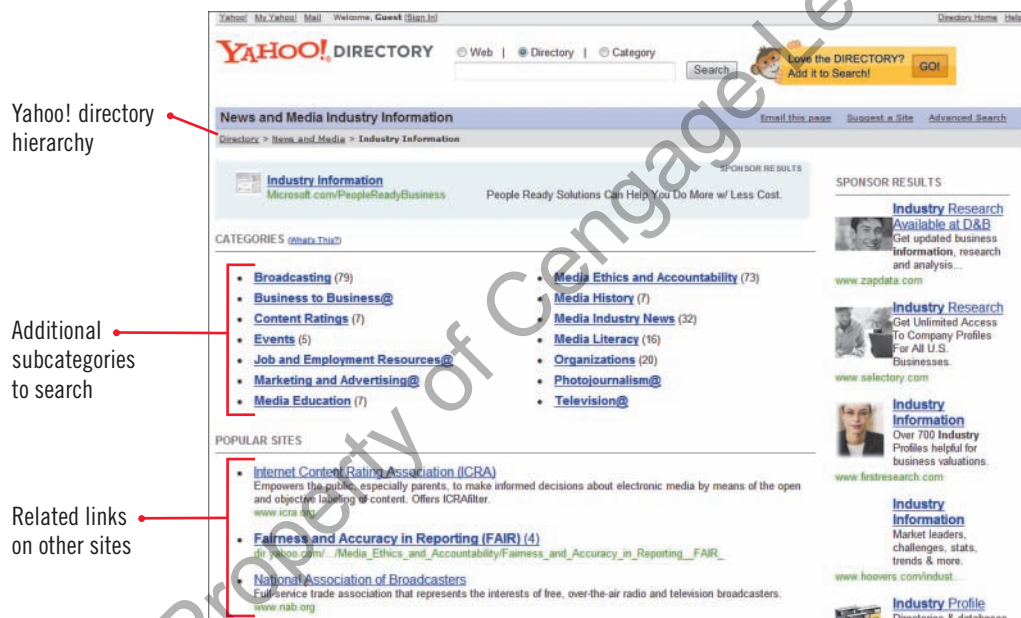 Yahoo! My Yahoo! Mail Welcome, Guest [Sign In] Directory Home Help
YAHOO! DIRECTORY
Web | Directory | Category
Search
Love the DIRECTORY?
Add it to Search!
GO!
Yahoo! directory
hierarchy
News and Media Industry Information
Email this page Suggest a Site Advanced Search
Directory > News and Media > Industry Information
SPONSOR RESULTS
Industry Information
Microsoft.com/PeopleReadyBusiness People Ready Solutions Can Help You Do More w/ Less Cost.
CATEGORIES (What's This?)
Additional
subcategories
to search
Broadcasting (79)
Business to Business@
Content Ratings (7)
Events (5)
Job and Employment Resources@
Marketing and Advertising@
Media Education (7)
Media Ethics and Accountability (73)
Media History (7)
Media Industry News (32)
Media Literacy (16)
Organizations (20)
Photojournalism@
Television@
POPULAR SITES
Related links
on other sites
Internet Content Rating Association (ICRA)
Empowers the public, especially parents, to make informed decisions about electronic media by means of the open
and objective labeling of content. Offers ICRAfilter.
www.icra.org
Fairness and Accuracy in Reporting (FAIR) (4)
dir.yahoo.com/.../Media_Ethics_and_Accountability/Fairness_and_Accuracy_in_Reporting__FAIR_
National Association of Broadcasters
Full-service trade association that represents the interests of free, over-the-air radio and television broadcasters.
www.nab.org
SPONSOR RESULTS
Industry Research
Available at D&B
Get updated business
information, research
and analysis...
www.zapdata.com
Industry Research
Get Unlimited Access
To Company Profiles
For All U.S.
Businesses.
www.selectory.com
Industry
Information
Over 700 Industry
Profiles helpful for
business valuations.
www.firstresearch.com
Industry
Information
Market leaders,
challenges, stats,
trends & more.
www.hoovers.com/indust...
Industry Profile
Directories & databases
Property of Cengage Le